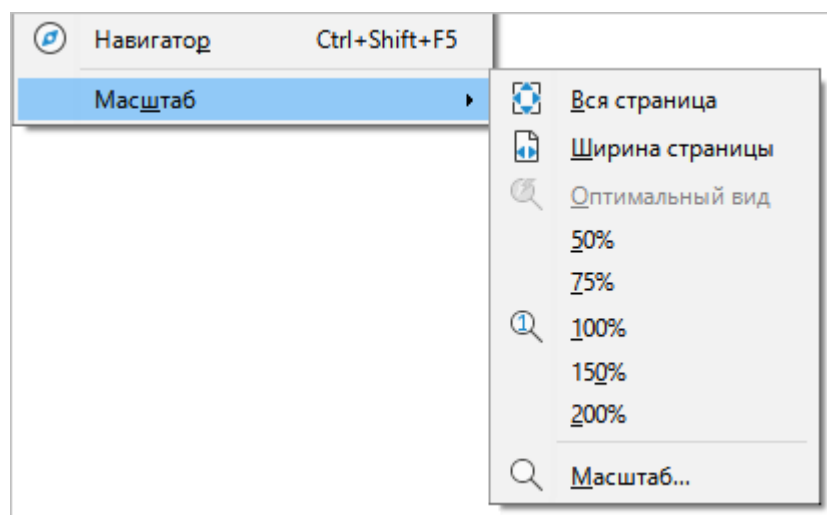 Навигатор Ctrl+Shift+F5
Масштаб
Вся страница
Ширина страницы
Оптимальный вид
50%
75%
100%
150%
200%
Масштаб...